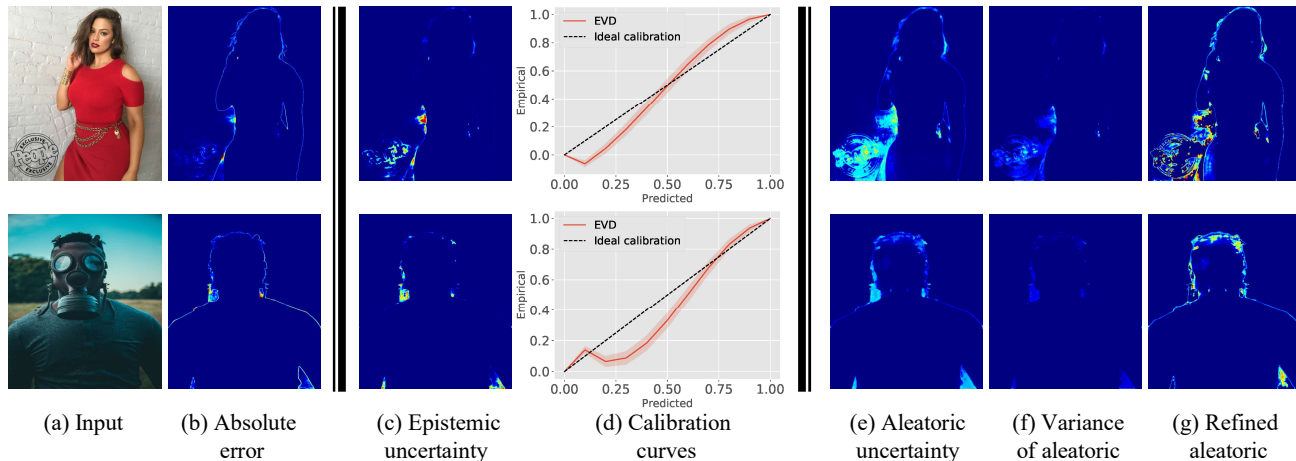 EXCLUSIVE
EXCLUSIVE
EVD
Ideal calibration
Empirical
1.0
0.8
0.6
0.4
0.2
0.0
0.00 0.25 0.50 0.75 1.00
Predicted
EVD
Ideal calibration
Empirical
1.0
0.8
0.6
0.4
0.2
0.0
0.00 0.25 0.50 0.75 1.00
Predicted
(a) Input (b) Absolute (c) Epistemic (d) Calibration (e) Aleatoric (f) Variance (g) Refined
error uncertainty curves uncertainty of aleatoric aleatoric